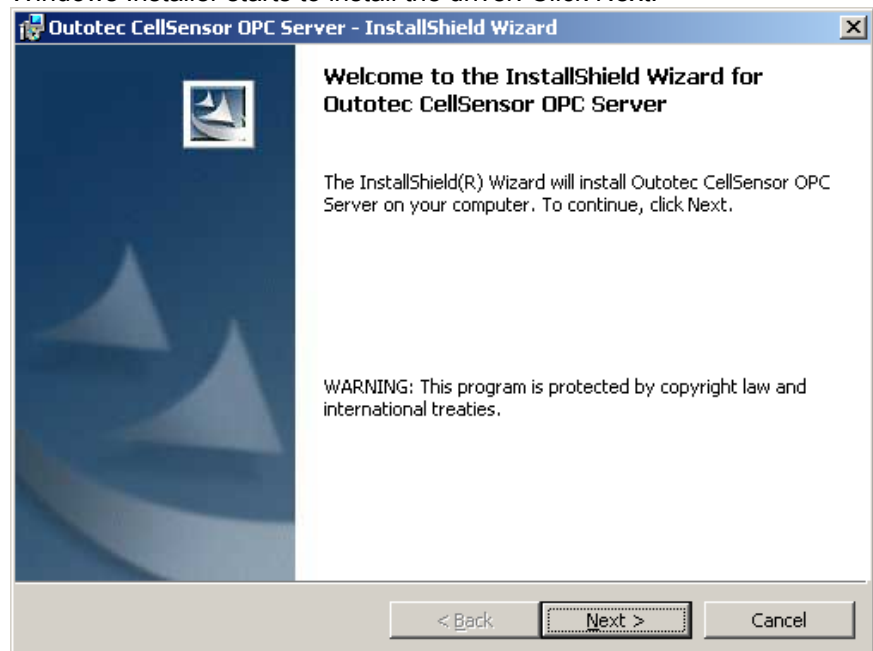 Windows Installer starts to install the driver. Click Next.
Outotec CellSensor OPC Server - InstallShield Wizard
Welcome to the InstallShield Wizard for
Outotec CellSensor OPC Server
The InstallShield(R) Wizard will install Outotec CellSensor OPC
Server on your computer. To continue, click Next.
WARNING: This program is protected by copyright law and
international treaties.
< Back
Next >
Cancel